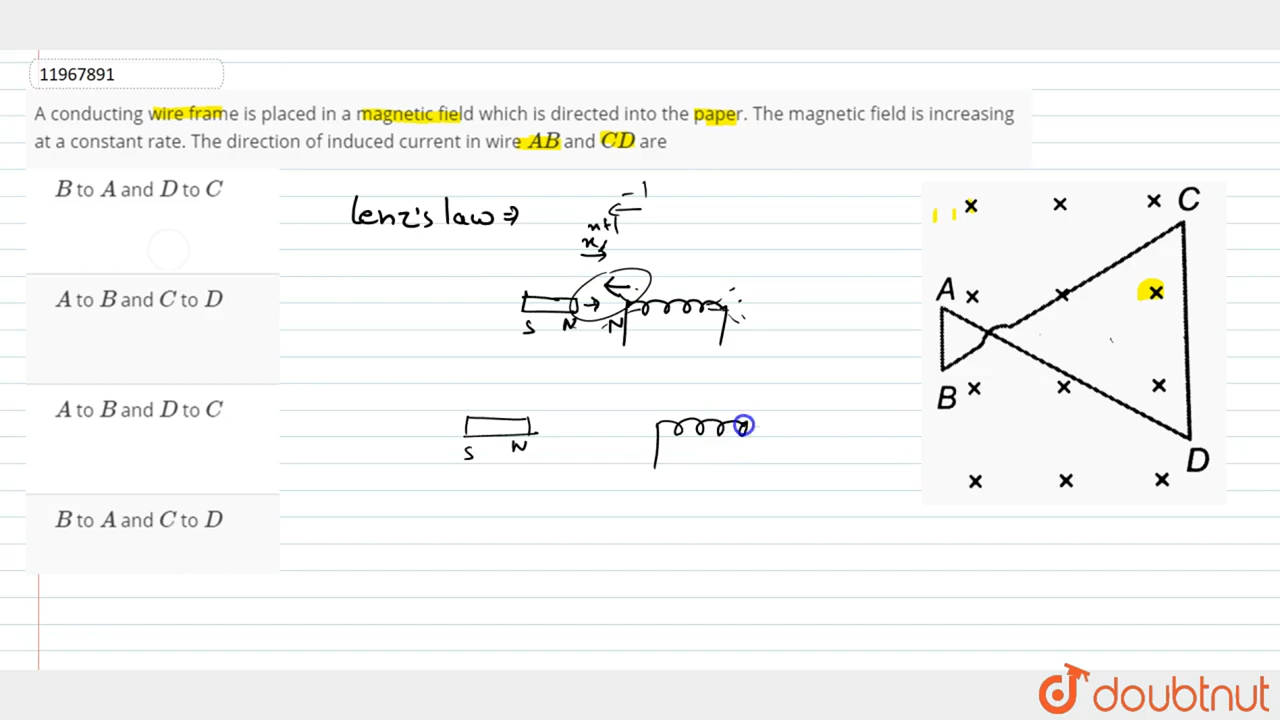 11967891
A conducting wire frame is placed in a magnetic field which is directed into the paper. The magnetic field is increasing
at a constant rate. The direction of induced current in wire AB and CD are
B to A and D to C
A to B and C to D
A to B and D to C
B to A and C to D
Lenz's law ⇒
-1
x+1
x
S N N
S N
C
A
B
D
doubtnut